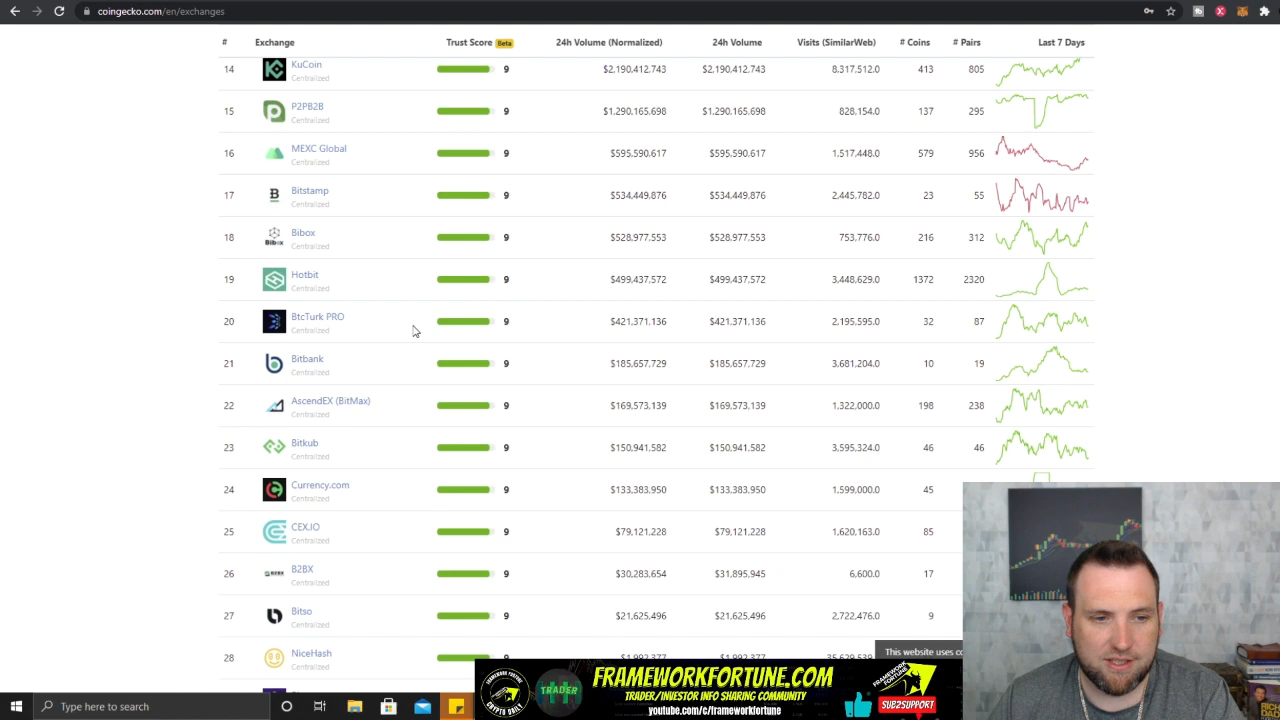 coingecko.com/en/exchanges
# Exchange Trust Score Beta 24h Volume (Normalized) 24h Volume Visits (SimilarWeb) # Coins # Pairs Last 7 Days
14 KuCoin 9 $2,190,412,743 $2,190,412,743 8,317,512.0 413 805
Centralized
15 P2PB2B 9 $1,290,165,698 $1,290,165,698 828,154.0 137 295
Centralized
16 MEXC Global 9 $595,590,617 $595,590,617 1,517,448.0 579 956
Centralized
17 Bitstamp 9 $534,449,876 $534,449,876 2,445,782.0 23 55
Centralized
18 Bibox 9 $528,977,553 $528,977,553 753,776.0 216 312
Centralized
19 Hotbit 9 $499,437,572 $499,437,572 3,448,629.0 1372 2320
Centralized
20 BtcTurk PRO 9 $421,371,136 $421,371,136 2,195,595.0 32 87
Centralized
21 Bitbank 9 $185,657,729 $185,657,729 3,681,204.0 10 19
Centralized
22 AscendEX (BitMax) 9 $169,573,139 $169,573,139 1,322,000.0 198 238
Centralized
23 Bitkub 9 $150,941,582 $150,941,582 3,595,324.0 46 46
Centralized
24 Currency.com 9 $133,383,950 $133,383,950 1,599,000.0 45
Centralized
25 CEX.IO 9 $79,121,228 $79,121,228 1,620,163.0 85
Centralized
26 B2BX 9 $30,283,654 $31,895,945 6,600.0 17
Centralized
27 Bitso 9 $21,625,496 $21,625,496 2,722,476.0 9
Centralized
28 NiceHash
This website uses co
FRAMEWORKFORTUNE.COM
TRADER/INVESTOR INFO SHARING COMMUNITY
youtube.com/c/frameworkfortune
TRADER
SUB2SUPPORT
Type here to search
RICH
DAD